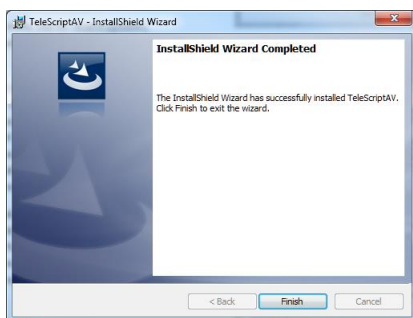 TeleScriptAV - InstallShield Wizard
InstallShield Wizard Completed
The InstallShield Wizard has successfully installed TeleScriptAV.
Click Finish to exit the wizard.
< Back
Finish
Cancel